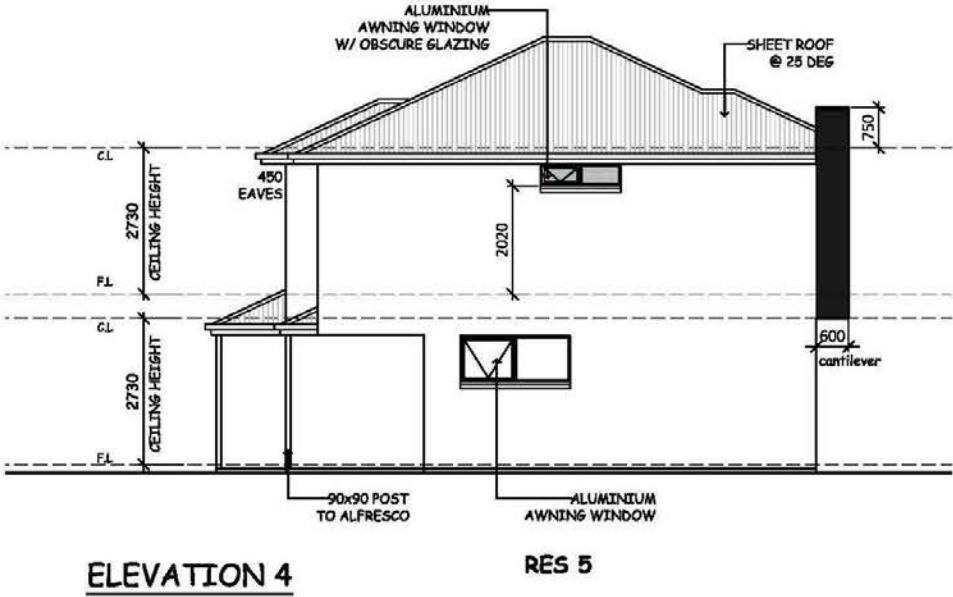 ALUMINIUM
AWNING WINDOW
W/ OBSCURE GLAZING
SHEET ROOF
@ 25 DEG
750
C.L
450
EAVES
2730
CEILING HEIGHT
2020
F.L
C.L
600
cantilever
2730
CEILING HEIGHT
F.L
90x90 POST
TO ALFRESCO
ALUMINIUM
AWNING WINDOW
RES 5
ELEVATION 4